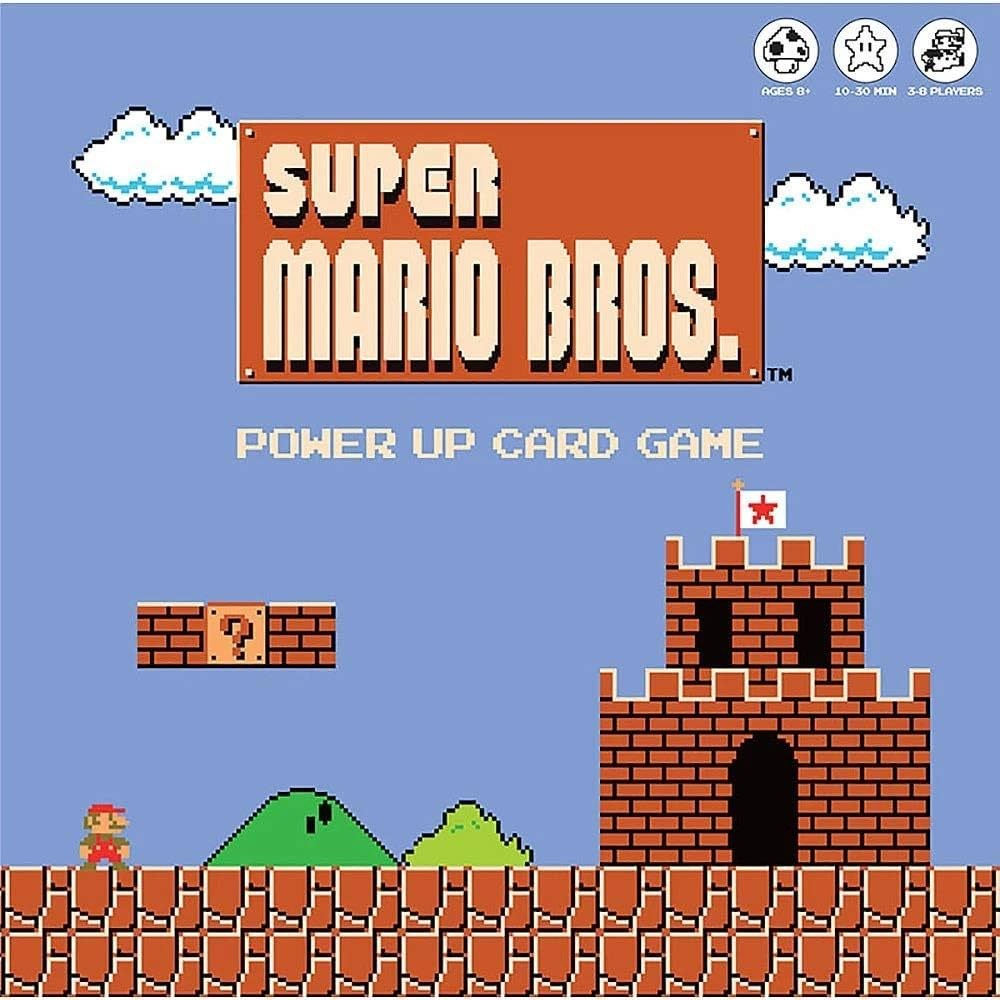 AGES 8+
10-30 MIN
3-8 PLAYERS
SUPER
MARIO BROS.
TM
POWER UP CARD GAME
?